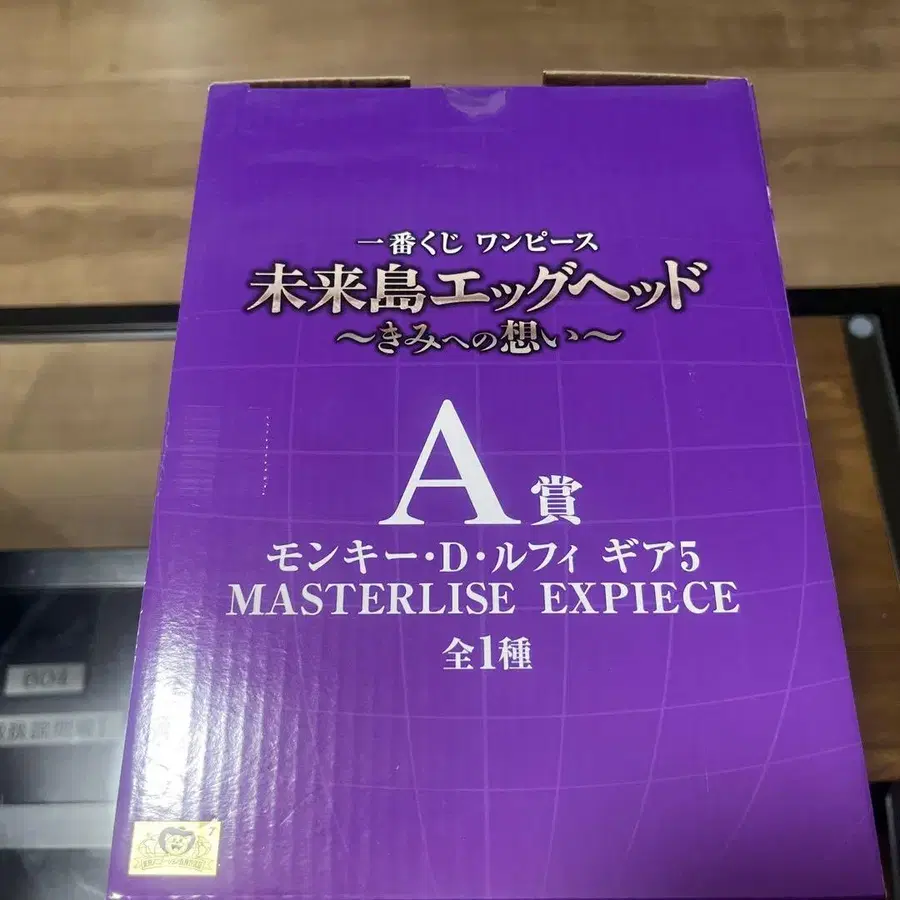 一番くじ ワンピース
未来島エッグヘッド
～きみへの想い～
A賞
モンキー・D・ルフィ ギア5
MASTERLISE EXPIECE
全1種
604